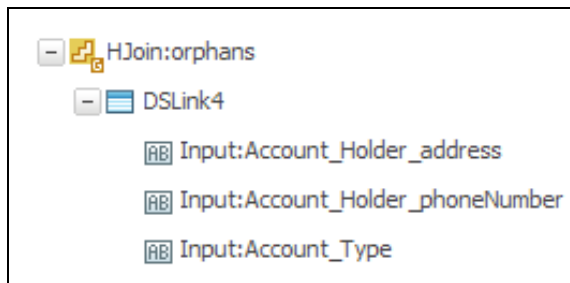 HJoin:orphans
DSLink4
Input:Account_Holder_address
Input:Account_Holder_phoneNumber
Input:Account_Type